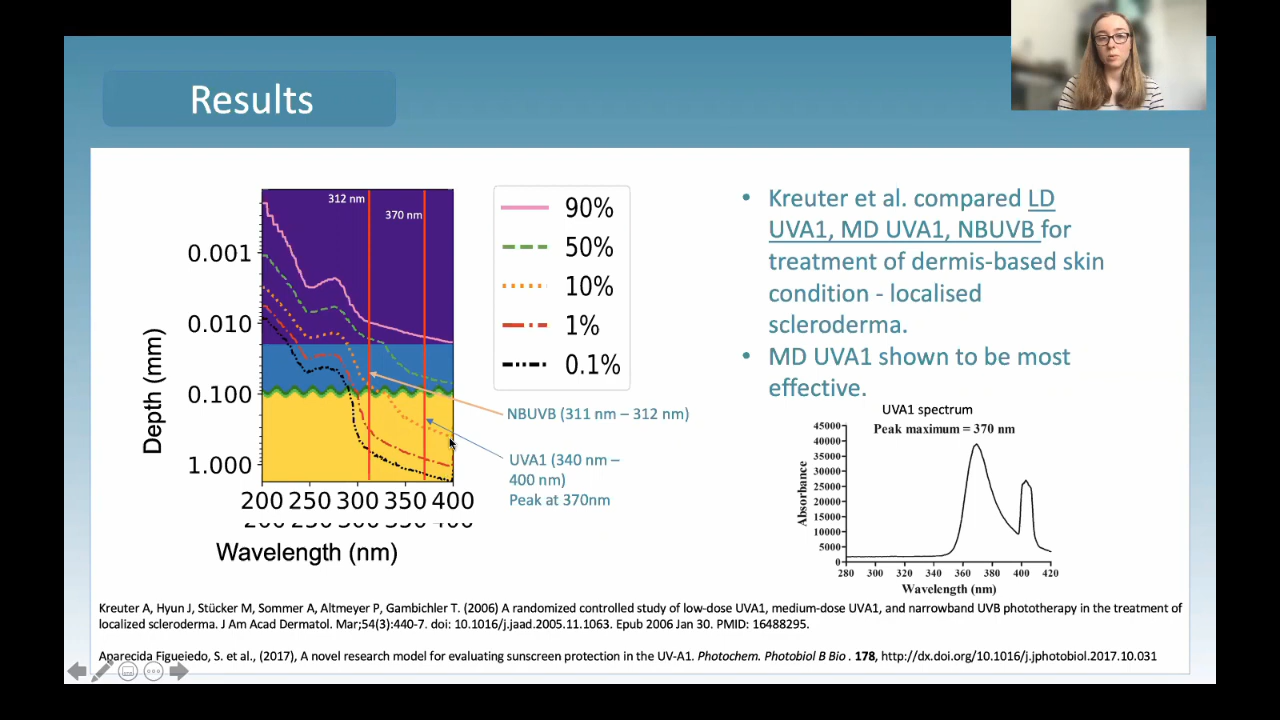 Results
312 nm
370 nm
0.001
0.010
0.100
1.000
Depth (mm)
200 250 300 350 400
200 250 300 350 400
Wavelength (nm)
90%
50%
10%
1%
0.1%
NBUVB (311 nm – 312 nm)
UVA1 (340 nm –
400 nm)
Peak at 370nm
• Kreuter et al. compared LD
UVA1, MD UVA1, NBUVB for
treatment of dermis-based skin
condition - localised
scleroderma.
• MD UVA1 shown to be most
effective.
UVA1 spectrum
Peak maximum = 370 nm
45000
40000
35000
30000
25000
20000
15000
10000
5000
0
Absorbance
280 300 320 340 360 380 400 420
Wavelength (nm)
Kreuter A, Hyun J, Stücker M, Sommer A, Altmeyer P, Gambichler T. (2006) A randomized controlled study of low-dose UVA1, medium-dose UVA1, and narrowband UVB phototherapy in the treatment of
localized scleroderma. J Am Acad Dermatol. Mar;54(3):440-7. doi: 10.1016/j.jaad.2005.11.1063. Epub 2006 Jan 30. PMID: 16488295.
Aparecida Figueiedo, S. et al., (2017), A novel research model for evaluating sunscreen protection in the UV-A1. Photochem. Photobiol B Bio . 178, http://dx.doi.org/10.1016/j.jphotobiol.2017.10.031